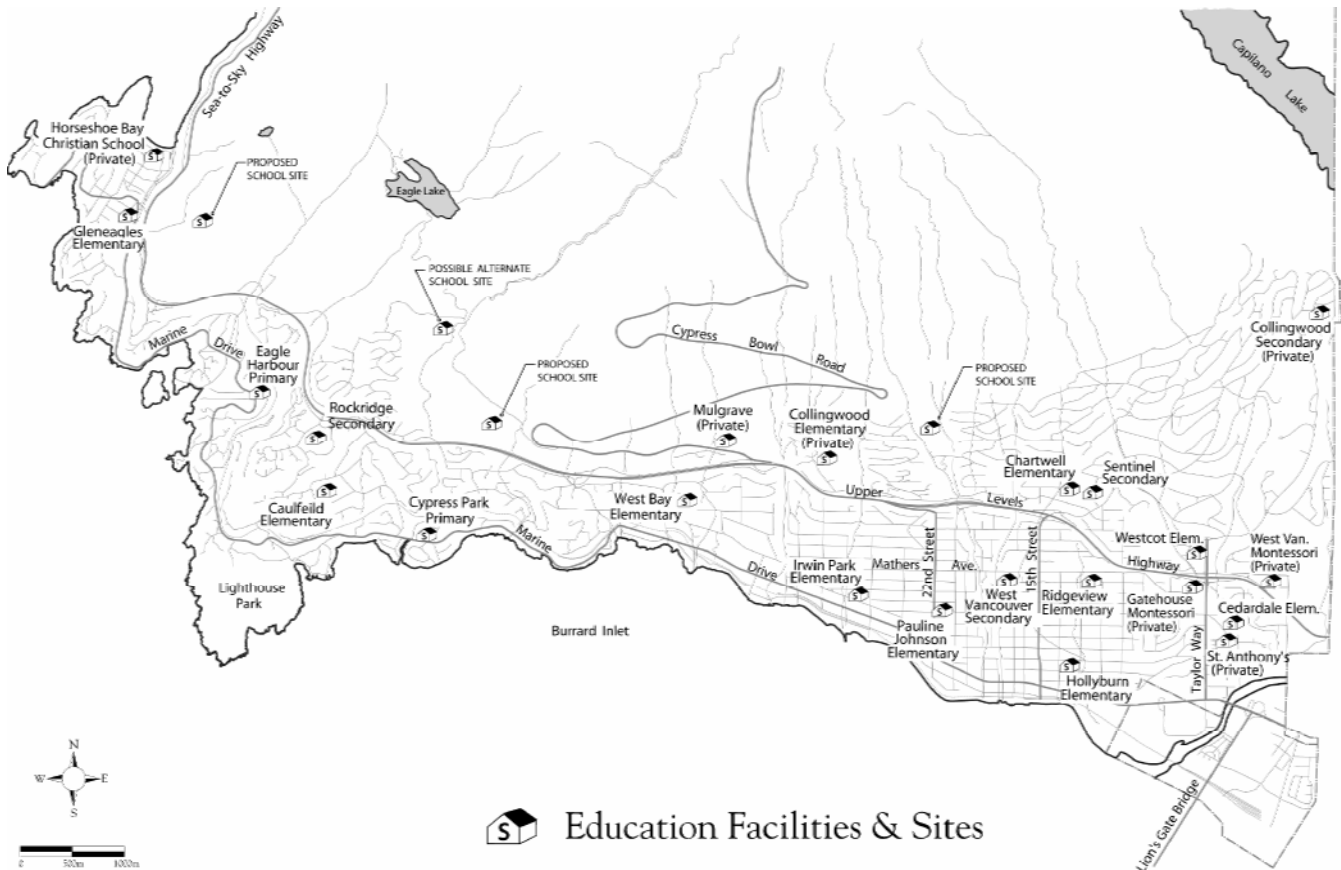 Sea-to-Sky Highway
Capilano
Lake
Horseshoe Bay
Christian School
(Private)
PROPOSED
SCHOOL SITE
Eagle Lake
Gleneagles
Elementary
POSSIBLE ALTERNATE
SCHOOL SITE
Collingwood
Secondary
(Private)
Marine
Drive
Cypress Bowl
Road
Eagle
Harbour
Primary
PROPOSED
SCHOOL SITE
PROPOSED
SCHOOL SITE
Rockridge
Secondary
Mulgrave
(Private)
Collingwood
Elementary
(Private)
Chartwell
Elementary
Sentinel
Secondary
Caulfeild
Elementary
Cypress Park
Primary
West Bay
Elementary
Upper
Levels
Highway
Marine
Drive
22nd Street
15th Street
Westcot Elem.
West Van.
Montessori
(Private)
Irwin Park
Elementary
Mathers
Ave.
West
Vancouver
Secondary
Ridgeview
Elementary
Gatehouse
Montessori
(Private)
Cedardale Elem.
Lighthouse
Park
Burrard Inlet
Pauline
Johnson
Elementary
Taylor Way
St. Anthony's
(Private)
Hollyburn
Elementary
N
W
E
S
S Education Facilities & Sites
Lion's Gate Bridge
0 500m 1000m